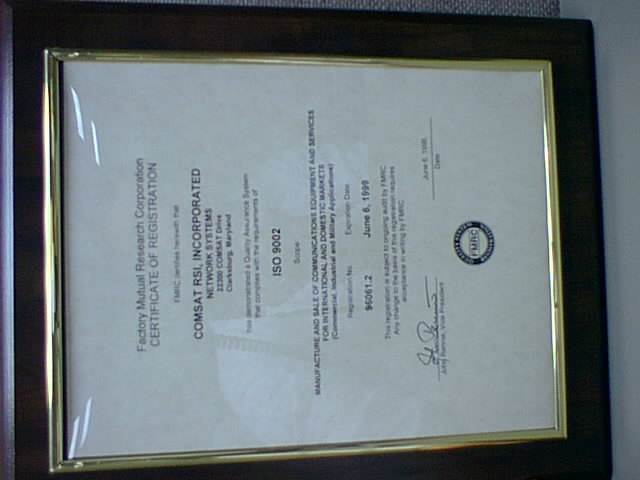 Factory Mutual Research Corporation
CERTIFICATE OF REGISTRATION
FMRC certifies herewith that
COMSAT RSI, INCORPORATED
NETWORK SYSTEMS
22300 COMSAT Drive
Clarksburg, Maryland
has demonstrated a Quality Assurance System
that complies with the requirements of
ISO 9002
Scope
MANUFACTURE AND SALE OF COMMUNICATIONS EQUIPMENT AND SERVICES
FOR INTERNATIONAL AND DOMESTIC MARKETS
(Commercial, Industrial and Military Applications)
Registration No. Expiration Date
96061.2 June 6, 1999
This registration is subject to ongoing audit by FMRC
Any change to the basis of this registration requires
acceptance in writing by FMRC
June 6, 1996
John Rennie, Vice President Date
FMRC